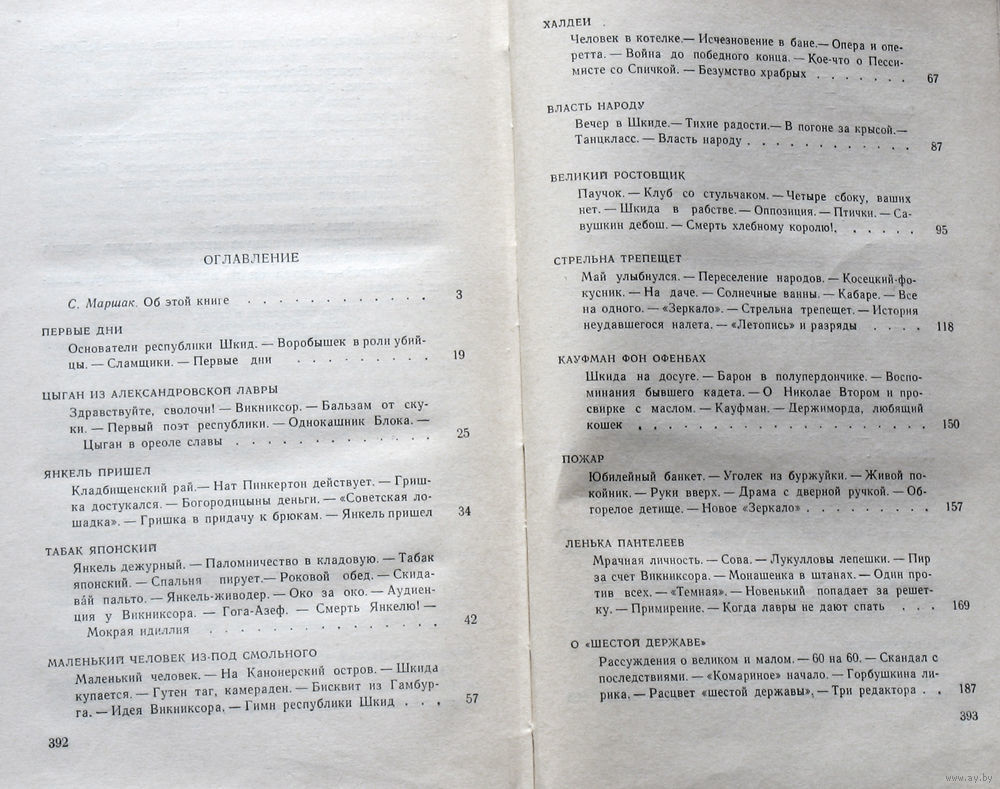 ОГЛАВЛЕНИЕ
С. Маршак. Об этой книге . . . . . . . . . . . . . 3
ПЕРВЫЕ ДНИ
Основатели республики Шкид. — Воробышек в роли убий-
цы. — Сламщики. — Первые дни . . . . . . . . . 19
ЦЫГАН ИЗ АЛЕКСАНДРОВСКОЙ ЛАВРЫ
Здравствуйте, сволочи! — Викниксор. — Бальзам от ску-
ки. — Первый поэт республики. — Однокашник Блока. —
Цыган в ореоле славы . . . . . . . . . . . . . 25
ЯНКЕЛЬ ПРИШЕЛ
Кладбищенский рай. — Нат Пинкертон действует. — Гриш-
ка достукался. — Богородицыны деньги. — «Советская ло-
шадка». — Гришка в придачу к брюкам. — Янкель пришел 34
ТАБАК ЯПОНСКИЙ
Янкель дежурный. — Паломничество в кладовую. — Табак
японский. — Спальня пирует. — Роковой обед. — Скида-
вай пальто. — Янкель-живодер. — Око за око. — Аудиен-
ция у Викниксора. — Гога-Азеф. — Смерть Янкелю! —
Мокрая идиллия . . . . . . . . . . . . . . . 42
МАЛЕНЬКИЙ ЧЕЛОВЕК ИЗ-ПОД СМОЛЬНОГО
Маленький человек. — На Канонерский остров. — Шкида
купается. — Гутен таг, камераден. — Бисквит из Гамбур-
га. — Идея Викниксора. — Гимн республики Шкид . . . 57
392
ХАЛДЕИ
Человек в котелке. — Исчезновение в бане. — Опера и опе-
ретта. — Война до победного конца. — Кое-что о Песси-
мисте со Спичкой. — Безумство храбрых . . . . . . . 67
ВЛАСТЬ НАРОДУ
Вечер в Шкиде. — Тихие радости. — В погоне за крысой. —
Танцкласс. — Власть народу . . . . . . . . . . . . 87
ВЕЛИКИЙ РОСТОВЩИК
Паучок. — Клуб со стульчаком. — Четыре сбоку, ваших
нет. — Шкида в рабстве. — Оппозиция. — Птички. — Са-
вушкин дебош. — Смерть хлебному королю!. . . . . . 95
СТРЕЛЬНА ТРЕПЕЩЕТ
Май улыбнулся. — Переселение народов. — Косецкий-фо-
кусник. — На даче. — Солнечные ванны. — Кабаре. — Все
на одного. — «Зеркало». — Стрельна трепещет. — История
неудавшегося налета. — «Летопись» и разряды . . . . 118
КАУФМАН ФОН ОФЕНБАХ
Шкида на досуге. — Барон в полупердончике. — Воспо-
минания бывшего кадета. — О Николае Втором и про-
свирке с маслом. — Кауфман. — Держиморда, любящий
кошек . . . . . . . . . . . . . . . . . . . 150
ПОЖАР
Юбилейный банкет. — Уголек из буржуйки. — Живой по-
койник. — Руки вверх. — Драма с дверной ручкой. — Об-
горелое детище. — Новое «Зеркало» . . . . . . . . . 157
ЛЕНЬКА ПАНТЕЛЕЕВ
Мрачная личность. — Сова. — Лукулловы лепешки. — Пир
за счет Викниксора. — Монашенка в штанах. — Один про-
тив всех. — «Темная». — Новенький попадает за решет-
ку. — Примирение. — Когда лавры не дают спать . . . 169
О «ШЕСТОЙ ДЕРЖАВЕ»
Рассуждения о великом и малом. — 60 на 60. — Скандал с
последствиями. — «Комариное» начало. — Горбушкина ли-
рика. — Расцвет «шестой державы». — Три редактора . . 187
393
www.ay.by